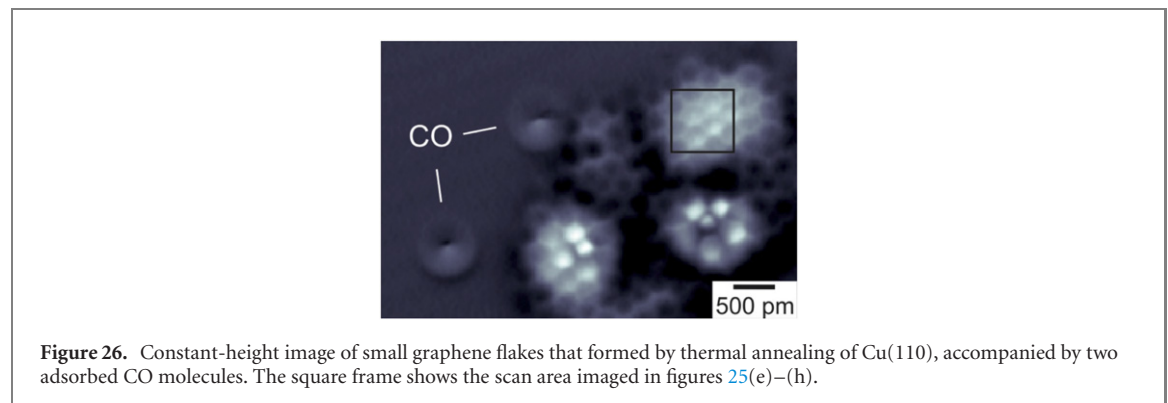 CO
500 pm
Figure 26. Constant-height image of small graphene flakes that formed by thermal annealing of Cu(110), accompanied by two
adsorbed CO molecules. The square frame shows the scan area imaged in figures 25(e)–(h).